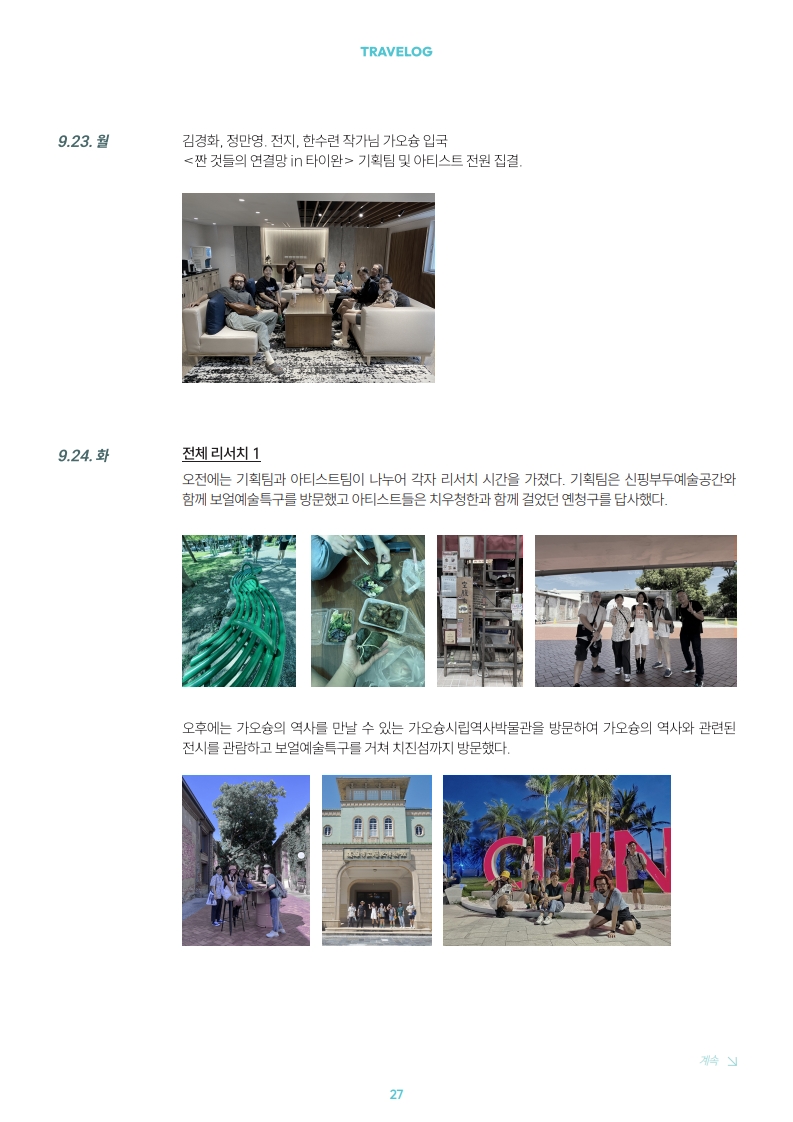 TRAVELOG
9.23. 월
김경화, 정만영. 전지, 한수련 작가님 가오슝 입국
<짠 것들의 연결망 in 타이완> 기획팀 및 아티스트 전원 집결.
9.24. 화
전체 리서치 1
오전에는 기획팀과 아티스트팀이 나누어 각자 리서치 시간을 가졌다. 기획팀은 신핑부두예술공간와
함께 보얼예술특구를 방문했고 아티스트들은 치우청한과 함께 걸었던 옌청구를 답사했다.
오후에는 가오슝의 역사를 만날 수 있는 가오슝시립역사박물관을 방문하여 가오슝의 역사와 관련된
전시를 관람하고 보얼예술특구를 거쳐 치진섬까지 방문했다.
CIJIN
계속
27